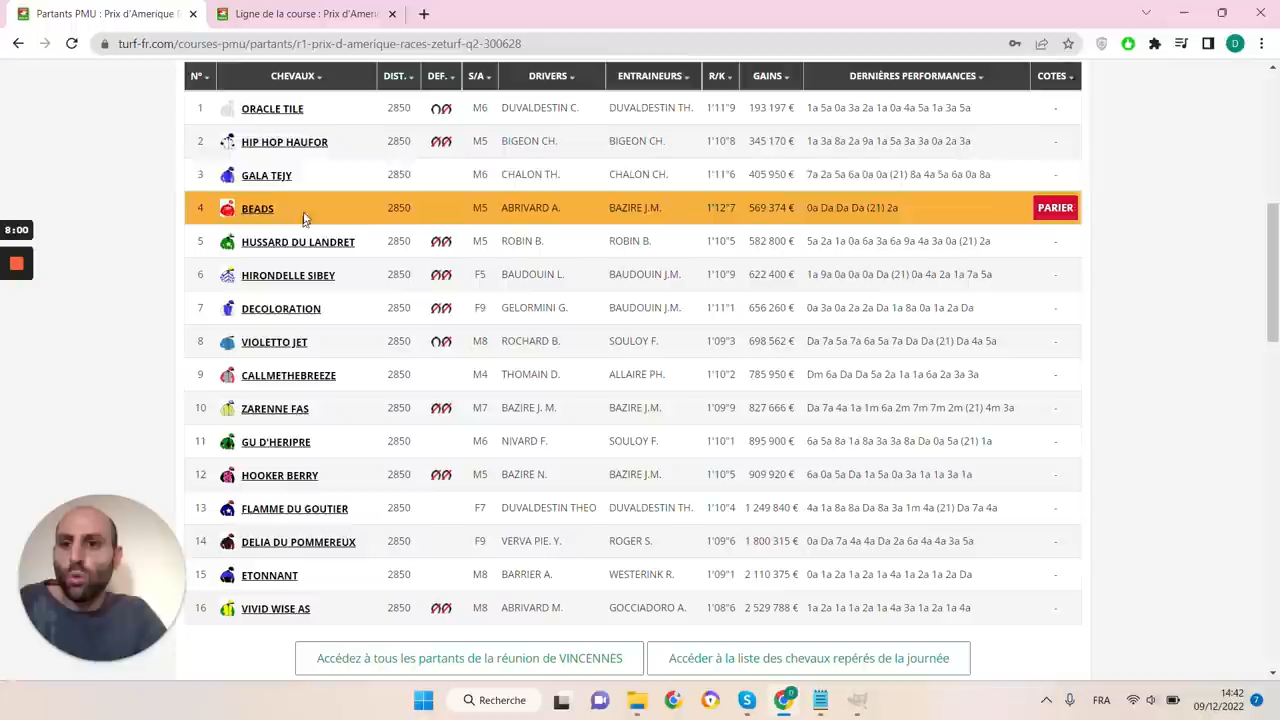 Partants PMU : Prix d'Amerique R
Ligne de la course : Prix d'Amer
turf-fr.com/courses-pmu/partants/r1-prix-d-amerique-races-zeturf-q2-300628
D
N° CHEVAUX DIST. DEF. S/A DRIVERS ENTRAINEURS R/K GAINS DERNIÈRES PERFORMANCES COTES
1 ORACLE TILE 2850 M6 DUVALDESTIN C. DUVALDESTIN TH. 1'11"9 193 197 € 1a 5a 0a 3a 2a 1a 0a 4a 5a 1a 3a 5a -
2 HIP HOP HAUFOR 2850 M5 BIGEON CH. BIGEON CH. 1'10"8 345 170 € 1a 3a 8a 2a 9a 1a 5a 3a 3a 0a 2a 3a -
3 GALA TEJY 2850 M6 CHALON TH. CHALON CH. 1'11"6 405 950 € 7a 2a 5a 6a 0a 0a (21) 8a 4a 5a 6a 0a 8a -
4 BEADS 2850 M5 ABRIVARD A. BAZIRE J.M. 1'12"7 569 374 € 0a Da Da Da (21) 2a PARIER
5 HUSSARD DU LANDRET 2850 M5 ROBIN B. ROBIN B. 1'10"5 582 800 € 5a 2a 1a 0a 6a 3a 6a 9a 4a 3a 0a (21) 2a -
6 HIRONDELLE SIBEY 2850 F5 BAUDOUIN L. BAUDOUIN J.M. 1'10"9 622 400 € 1a 9a 0a 0a 0a Da (21) 0a 4a 2a 1a 7a 5a -
7 DECOLORATION 2850 F9 GELORMINI G. BAUDOUIN J.M. 1'11"1 656 260 € 0a 3a 0a 2a 2a Da 1a 8a 0a 1a 2a Da -
8 VIOLETTO JET 2850 M8 ROCHARD B. SOULOY F. 1'09"3 698 562 € Da 7a 5a 7a 6a 5a 7a Da Da (21) Da 4a 5a -
9 CALLMETHEBREEZE 2850 M4 THOMAIN D. ALLAIRE PH. 1'10"2 785 950 € Dm 6a Da Da 5a 2a 1a 1a 6a 2a 3a 3a -
10 ZARENNE FAS 2850 M7 BAZIRE J. M. BAZIRE J.M. 1'09"9 827 666 € Da 7a 4a 1a 1m 6a 2m 7m 7m 2m (21) 4m 3a -
11 GU D'HERIPRE 2850 M6 NIVARD F. SOULOY F. 1'10"1 895 900 € 6a 5a 8a 1a 8a 3a 3a 8a Da Da 5a (21) 1a -
12 HOOKER BERRY 2850 M5 BAZIRE N. BAZIRE J.M. 1'10"5 909 920 € 6a 0a 5a Da 1a 5a 0a 3a 1a 1a 3a 1a -
13 FLAMME DU GOUTIER 2850 F7 DUVALDESTIN THEO DUVALDESTIN TH. 1'10"4 1 249 840 € 4a 1a 8a 8a Da 8a 3a 1m 4a (21) Da 7a 4a -
14 DELIA DU POMMEREUX 2850 F9 VERVA PIE. Y. ROGER S. 1'09"6 1 800 315 € 0a Da 7a 4a 4a Da 2a 6a 4a 4a 3a 5a -
15 ETONNANT 2850 M8 BARRIER A. WESTERINK R. 1'09"1 2 110 375 € 0a 1a 2a 1a 2a 1a 4a 1a 2a 1a 2a Da -
16 VIVID WISE AS 2850 M8 ABRIVARD M. GOCCIADORO A. 1'08"6 2 529 788 € 1a 2a 1a 1a 2a 1a 4a 3a 1a 2a 1a 4a -
8:00
Accédez à tous les partants de la réunion de VINCENNES
Accéder à la liste des chevaux repérés de la journée
Recherche
FRA
14:42
09/12/2022
7